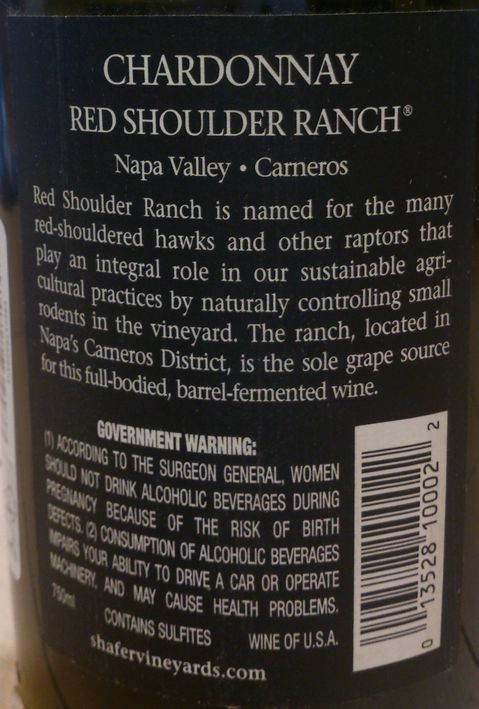 CHARDONNAY
RED SHOULDER RANCH®
Napa Valley • Carneros
Red Shoulder Ranch is named for the many
red-shouldered hawks and other raptors that
play an integral role in our sustainable agri-
cultural practices by naturally controlling small
rodents in the vineyard. The ranch, located in
Napa's Carneros District, is the sole grape source
for this full-bodied, barrel-fermented wine.
GOVERNMENT WARNING:
(1) ACCORDING TO THE SURGEON GENERAL, WOMEN
SHOULD NOT DRINK ALCOHOLIC BEVERAGES DURING
PREGNANCY BECAUSE OF THE RISK OF BIRTH
DEFECTS. (2) CONSUMPTION OF ALCOHOLIC BEVERAGES
IMPAIRS YOUR ABILITY TO DRIVE A CAR OR OPERATE
MACHINERY, AND MAY CAUSE HEALTH PROBLEMS.
750ml CONTAINS SULFITES WINE OF U.S.A.
shafervineyards.com
0 13528 10002 2